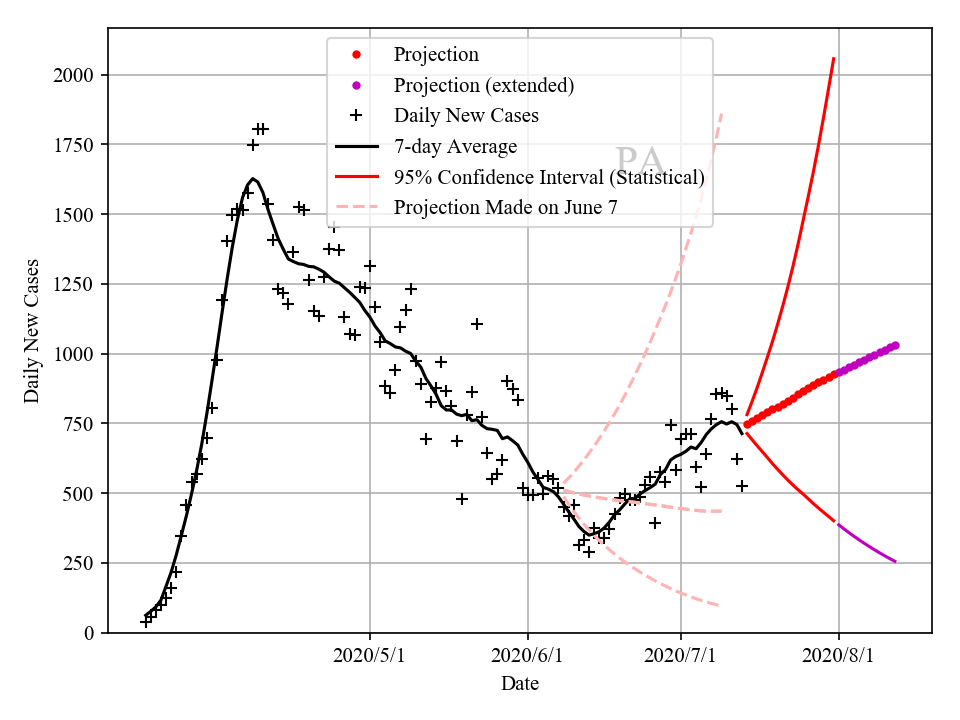 Projection
Projection (extended)
Daily New Cases
7-day Average
95% Confidence Interval (Statistical)
Projection Made on June 7
PA
Daily New Cases
2000
1750
1500
1250
1000
750
500
250
0
2020/5/1
2020/6/1
2020/7/1
2020/8/1
Date